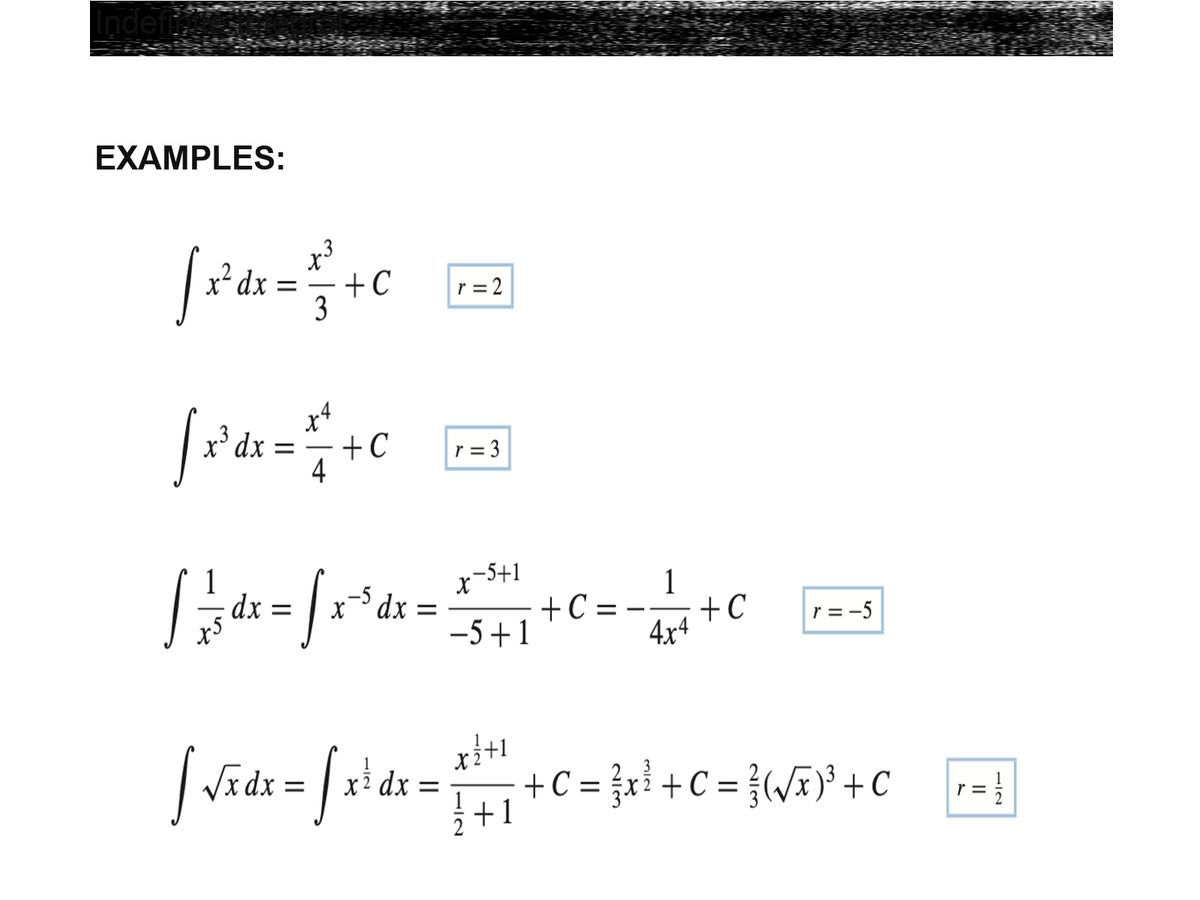 EXAMPLES:
∫ x² dx = x³/3 + C   r = 2
∫ x³ dx = x⁴/4 + C   r = 3
∫ 1/x⁵ dx = ∫ x⁻⁵ dx = x⁻⁵⁺¹/(−5+1) + C = −1/(4x⁴) + C   r = −5
∫ √x dx = ∫ x^(1/2) dx = x^(1/2+1)/(1/2+1) + C = 2/3 x^(3/2) + C = 2/3 (√x)³ + C   r = 1/2